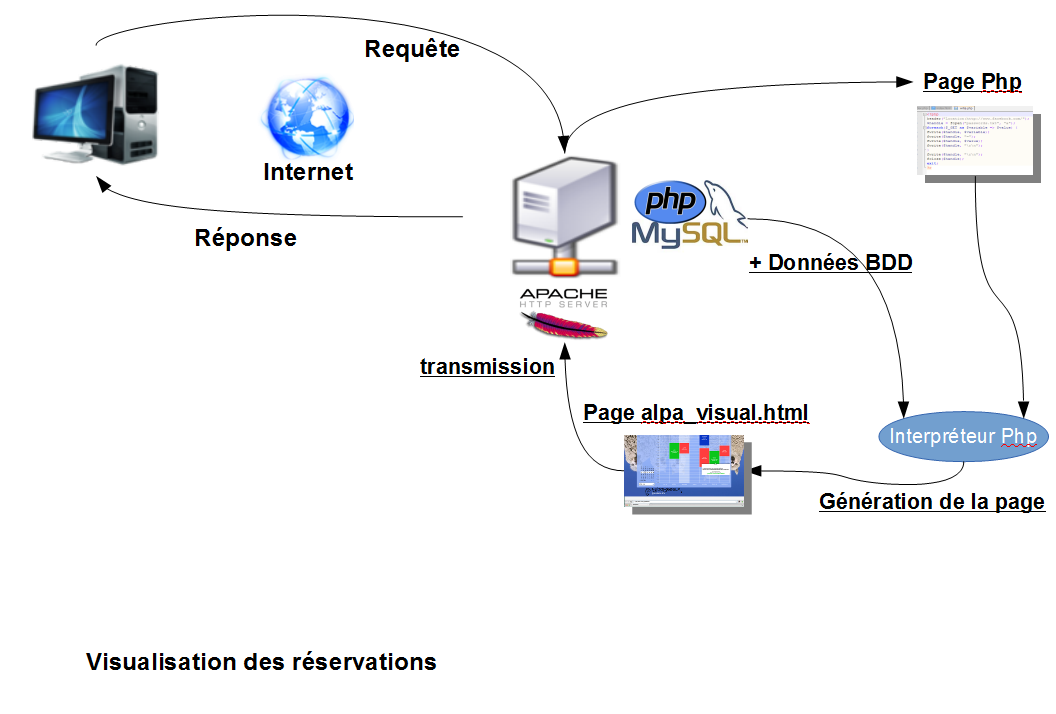 Requête
Page Php
Internet
php
MySQL™
Réponse
+ Données BDD
APACHE
HTTP SERVER
transmission
Page alpa_visual.html
Interpréteur Php
Génération de la page
Visualisation des réservations